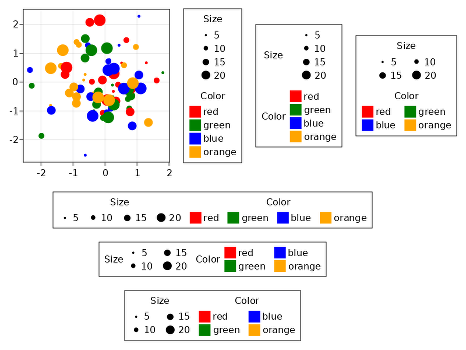 2
1
0
-1
-2
-2 -1 0 1 2
Size
5
10
15
20
Color
red
green
blue
orange
Size
5
10
15
20
Color
red
green
blue
orange
5 10
15 20
red green
blue orange
Size Color
5 10 15 20 red green blue orange
Size 5 15 Color red blue
10 20 green orange
Size Color
5 15 red blue
10 20 green orange